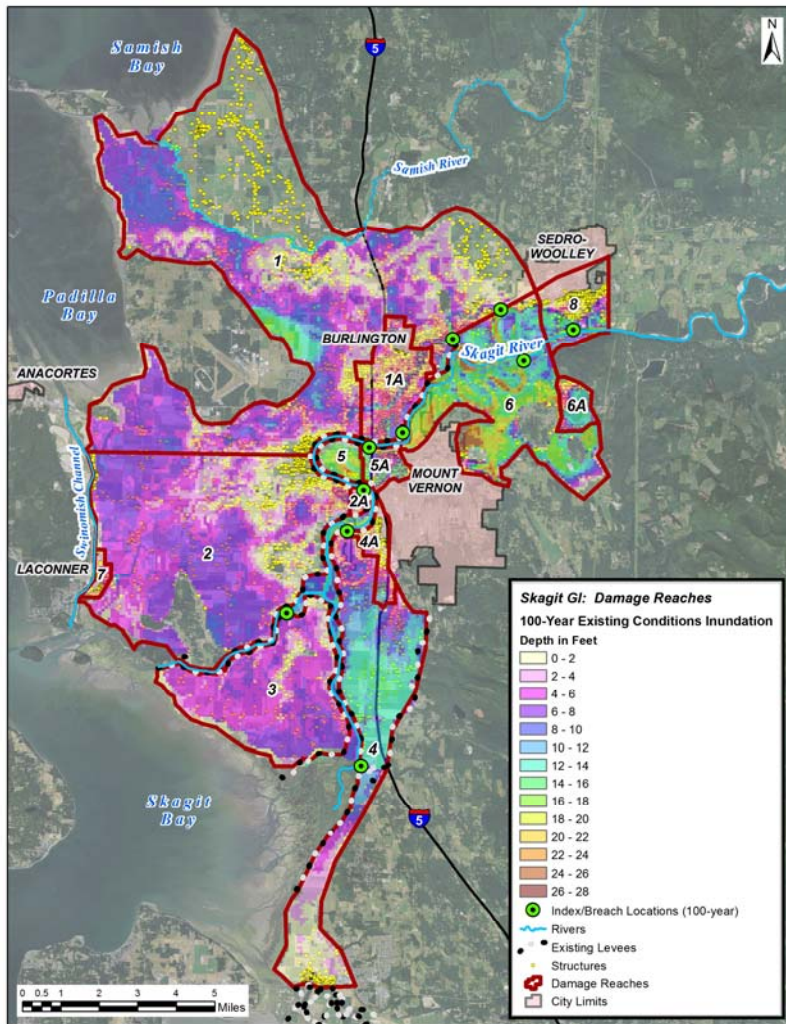 Samish
Bay
5
N
Samish River
1
SEDRO-
WOOLLEY
8
Padilla
Bay
BURLINGTON
Skagit River
1A
ANACORTES
6
6A
5
5A
MOUNT
VERNON
2A
Swinomish Channel
4A
2
LACONNER
7
3
4
Skagit
Bay
5
Skagit GI: Damage Reaches
100-Year Existing Conditions Inundation
Depth in Feet
0 - 2
2 - 4
4 - 6
6 - 8
8 - 10
10 - 12
12 - 14
14 - 16
16 - 18
18 - 20
20 - 22
22 - 24
24 - 26
26 - 28
Index/Breach Locations (100-year)
Rivers
Existing Levees
Structures
Damage Reaches
City Limits
0 0.5 1 2 3 4 5
Miles